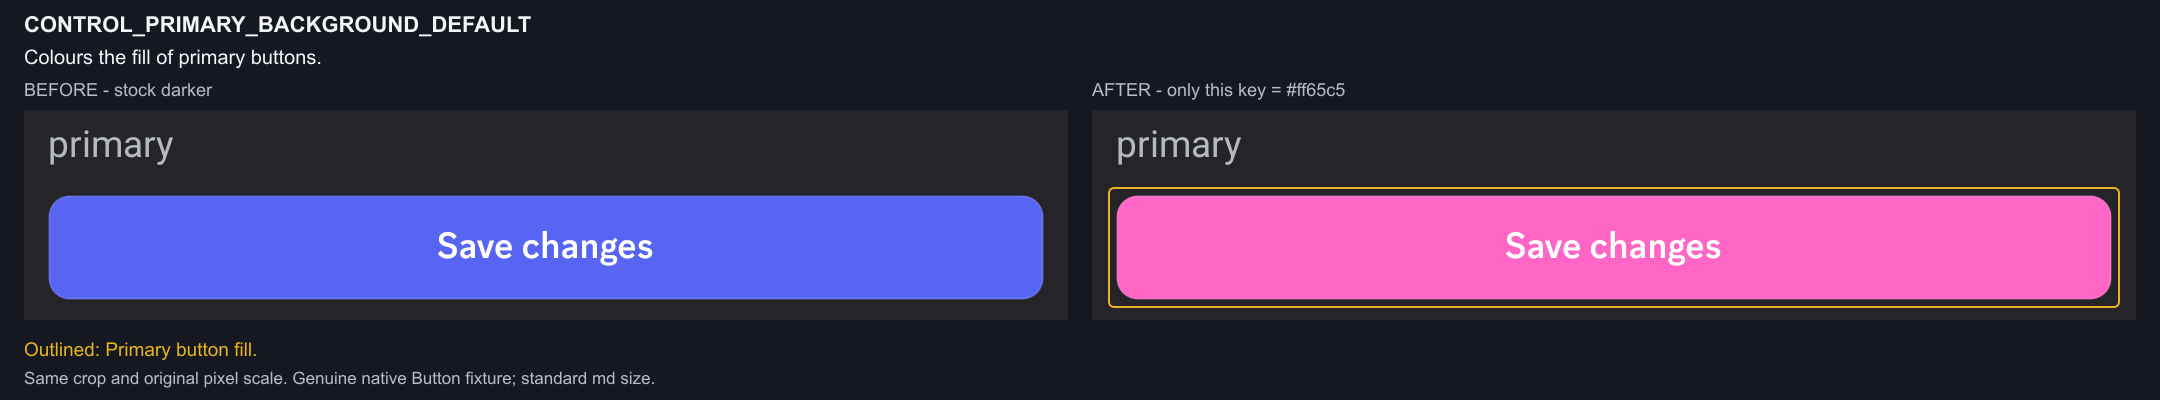 CONTROL_PRIMARY_BACKGROUND_DEFAULT
Colours the fill of primary buttons.
BEFORE - stock darker
AFTER - only this key = #ff65c5
primary
primary
Save changes
Save changes
Outlined: Primary button fill.
Same crop and original pixel scale. Genuine native Button fixture; standard md size.